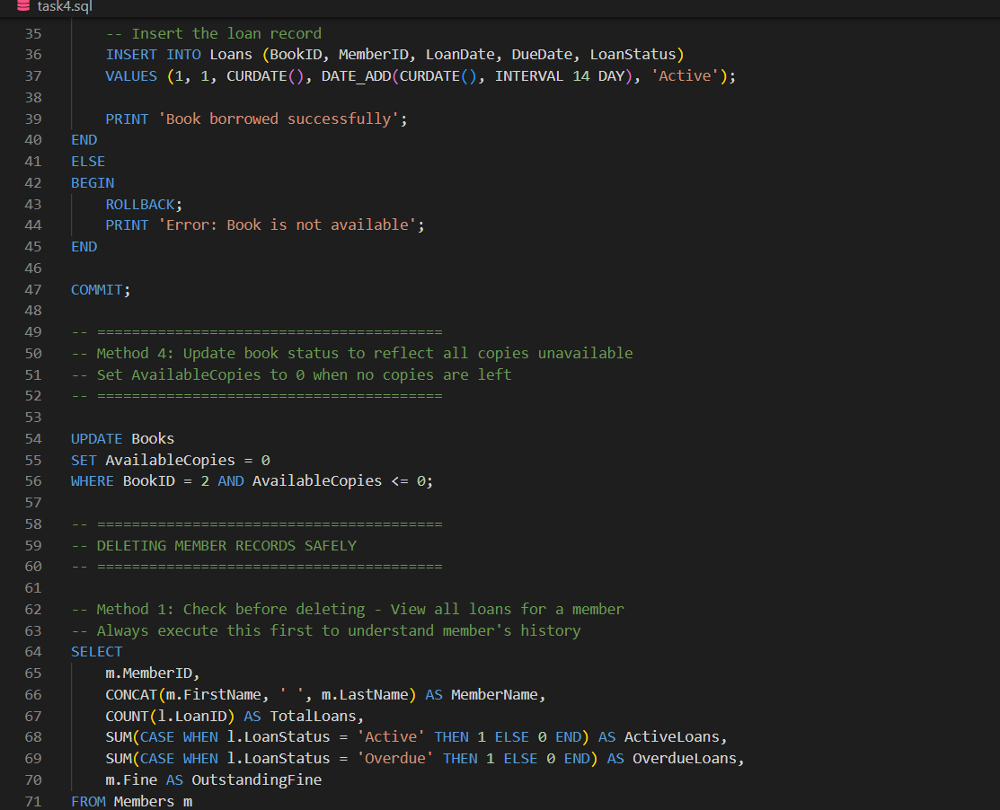 task4.sql
35 -- Insert the loan record
36 INSERT INTO Loans (BookID, MemberID, LoanDate, DueDate, LoanStatus)
37 VALUES (1, 1, CURDATE(), DATE_ADD(CURDATE(), INTERVAL 14 DAY), 'Active');
38
39 PRINT 'Book borrowed successfully';
40 END
41 ELSE
42 BEGIN
43 ROLLBACK;
44 PRINT 'Error: Book is not available';
45 END
46
47 COMMIT;
48
49 -- ========================================
50 -- Method 4: Update book status to reflect all copies unavailable
51 -- Set AvailableCopies to 0 when no copies are left
52 -- ========================================
53
54 UPDATE Books
55 SET AvailableCopies = 0
56 WHERE BookID = 2 AND AvailableCopies <= 0;
57
58 -- ========================================
59 -- DELETING MEMBER RECORDS SAFELY
60 -- ========================================
61
62 -- Method 1: Check before deleting - View all loans for a member
63 -- Always execute this first to understand member's history
64 SELECT
65 m.MemberID,
66 CONCAT(m.FirstName, ' ', m.LastName) AS MemberName,
67 COUNT(l.LoanID) AS TotalLoans,
68 SUM(CASE WHEN l.LoanStatus = 'Active' THEN 1 ELSE 0 END) AS ActiveLoans,
69 SUM(CASE WHEN l.LoanStatus = 'Overdue' THEN 1 ELSE 0 END) AS OverdueLoans,
70 m.Fine AS OutstandingFine
71 FROM Members m